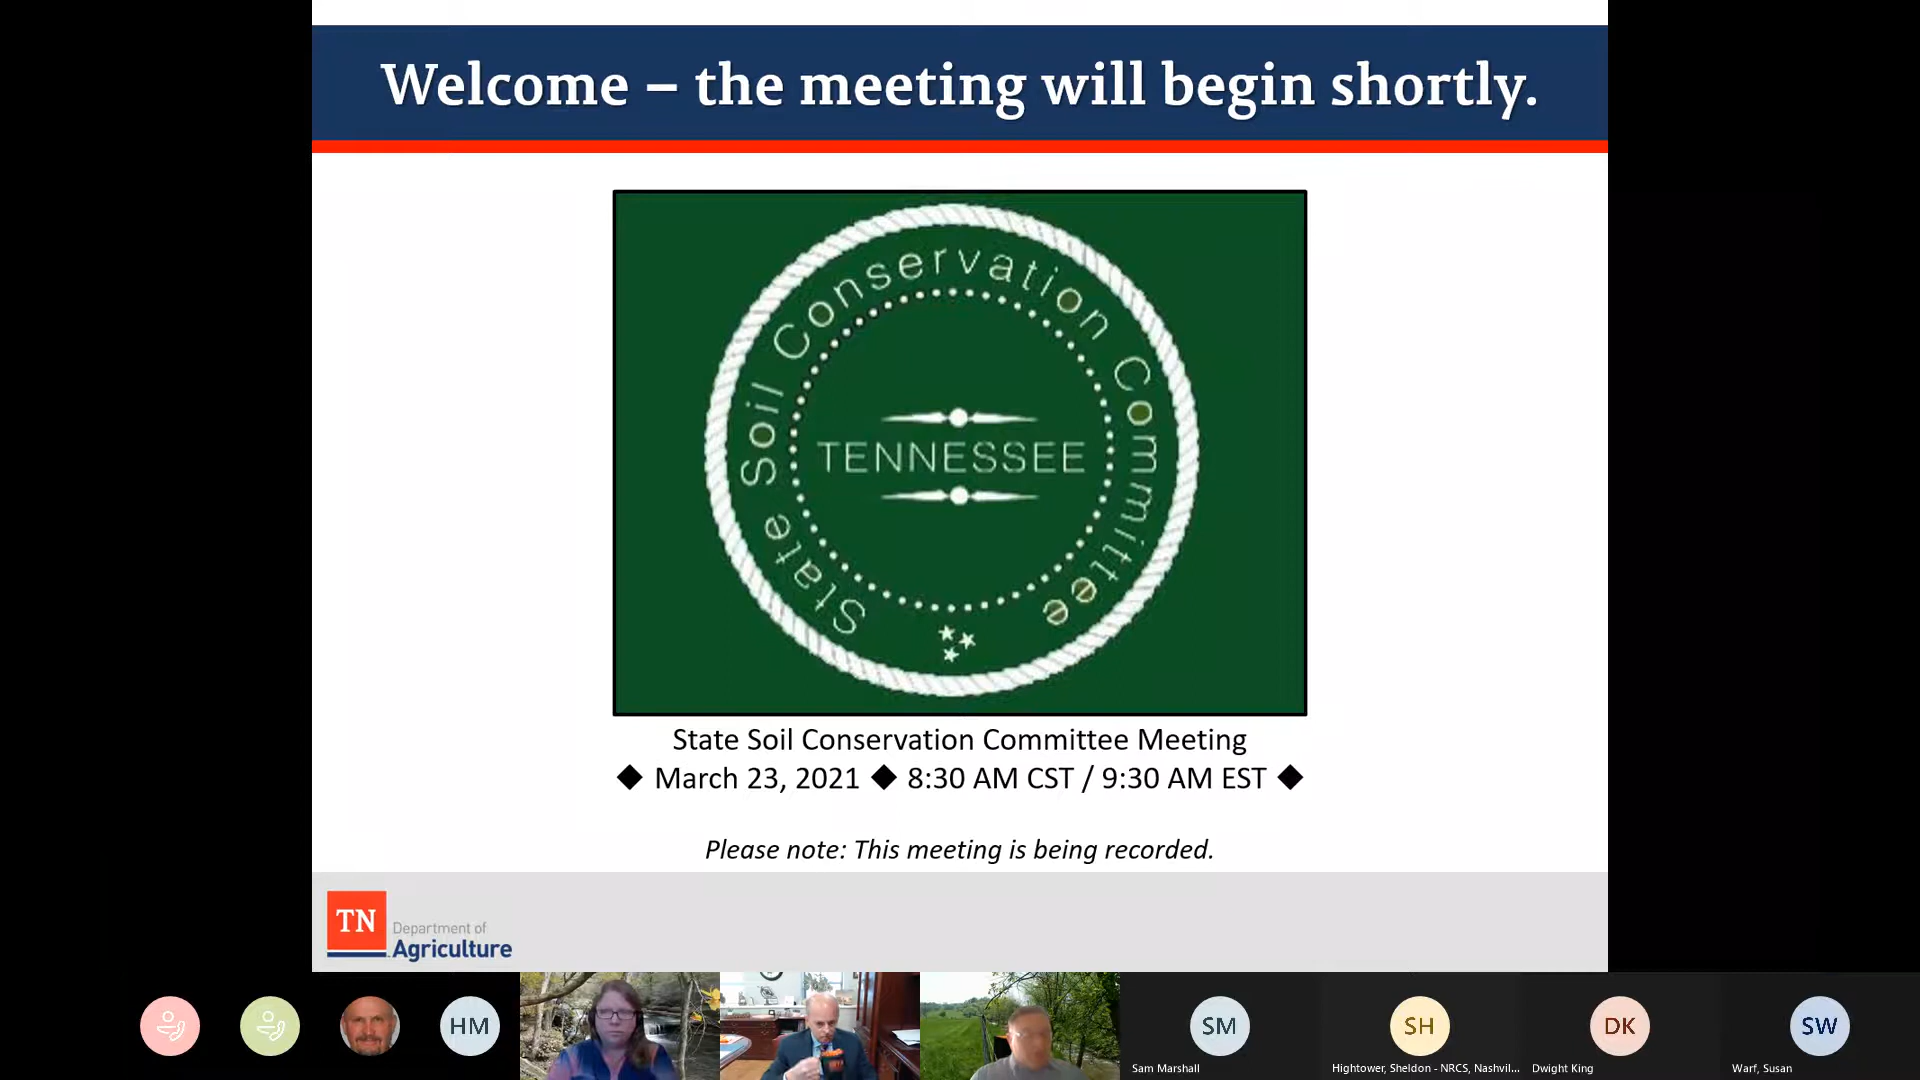 Welcome – the meeting will begin shortly.
State Soil Conservation Committee
TENNESSEE
State Soil Conservation Committee Meeting
◆ March 23, 2021 ◆ 8:30 AM CST / 9:30 AM EST ◆
Please note: This meeting is being recorded.
TN
Department of
Agriculture
HM
SM
SH
DK
SW
Sam Marshall
Hightower, Sheldon - NRCS, Nashvil...
Dwight King
Warf, Susan